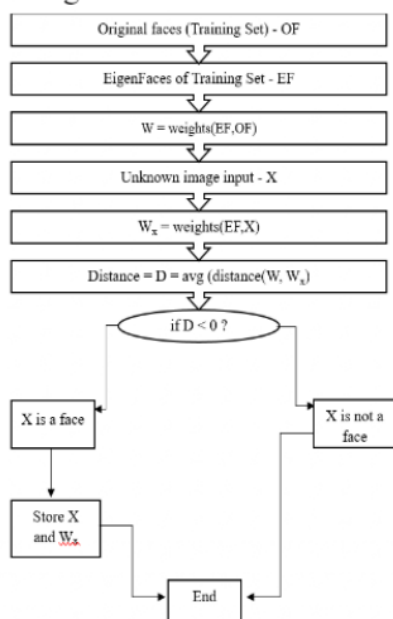 Original faces (Training Set) - OF
EigenFaces of Training Set - EF
W = weights(EF,OF)
Unknown image input - X
Wₓ = weights(EF,X)
Distance = D = avg (distance(W, Wₓ)
if D < 0 ?
X is a face
X is not a
face
Store X
and Wₓ
End